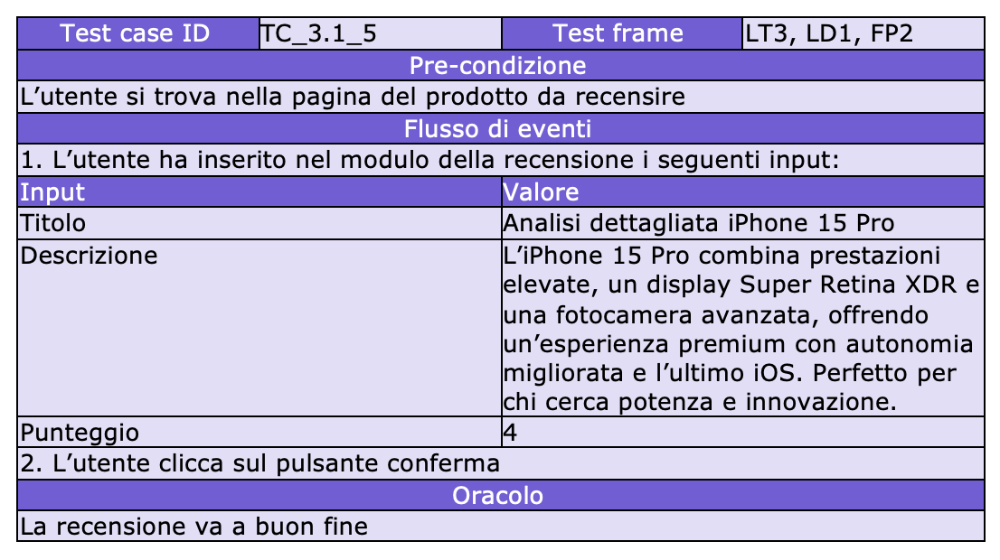 Test case ID TC_3.1_5 Test frame LT3, LD1, FP2
Pre-condizione
L’utente si trova nella pagina del prodotto da recensire
Flusso di eventi
1. L’utente ha inserito nel modulo della recensione i seguenti input:
Input Valore
Titolo Analisi dettagliata iPhone 15 Pro
Descrizione L’iPhone 15 Pro combina prestazioni
elevate, un display Super Retina XDR e
una fotocamera avanzata, offrendo
un’esperienza premium con autonomia
migliorata e l’ultimo iOS. Perfetto per
chi cerca potenza e innovazione.
Punteggio 4
2. L’utente clicca sul pulsante conferma
Oracolo
La recensione va a buon fine